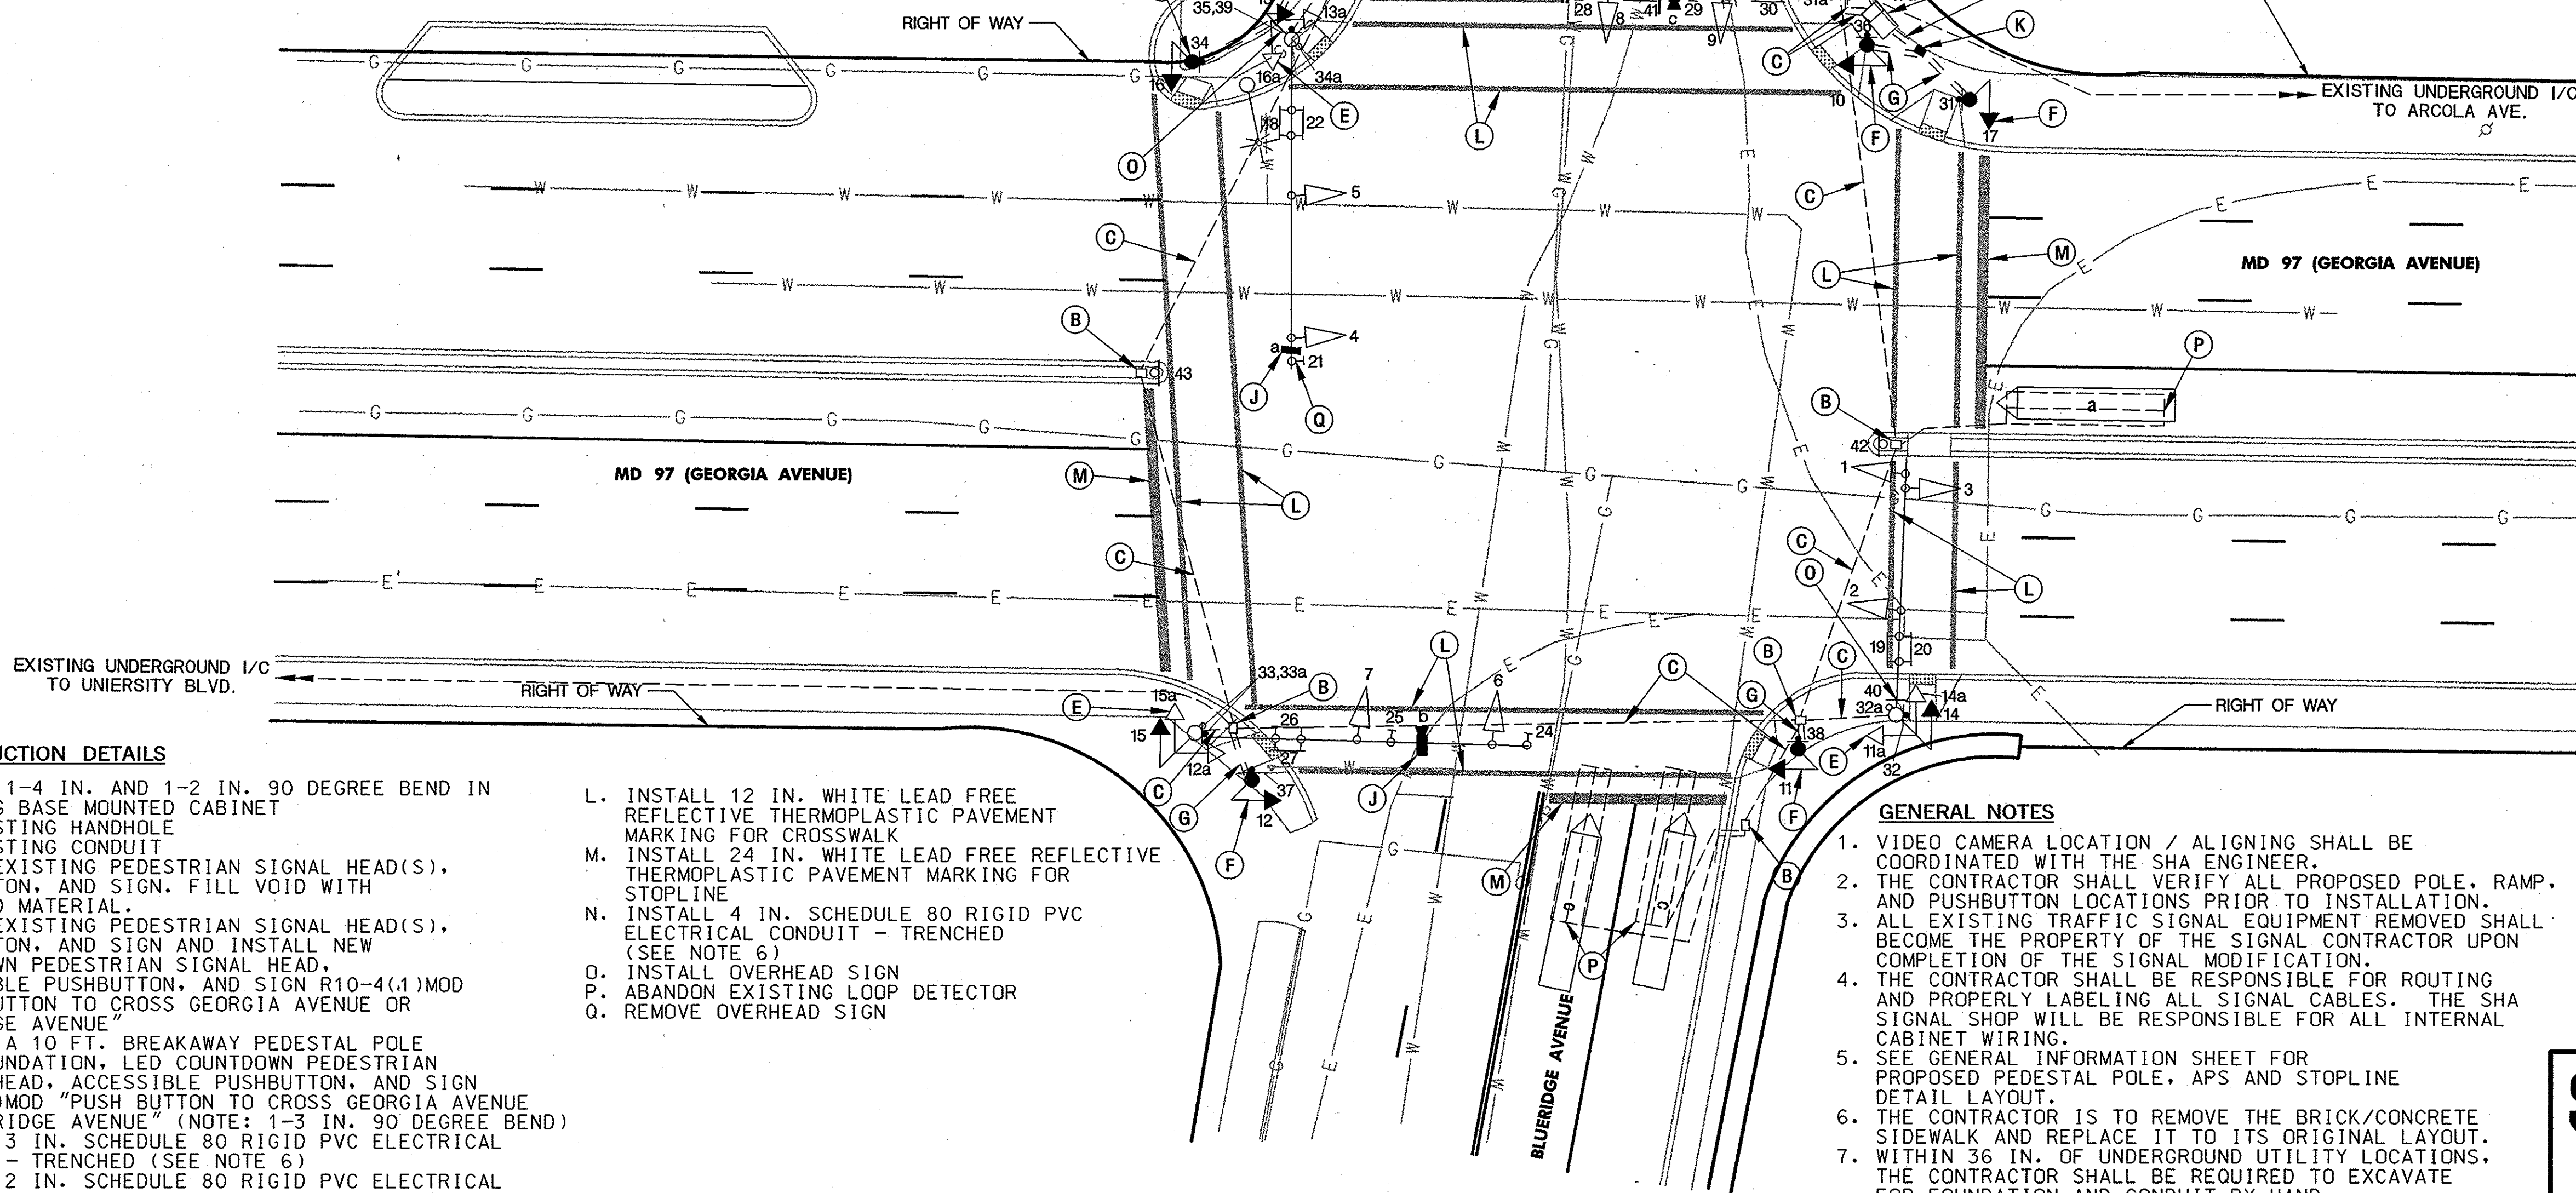 RIGHT OF WAY
35,39
34
13a
16
16a
34a
28
8
41
c
29
9
30
31a
36
K
C
F
G
10
31
17
F
F
EXISTING UNDERGROUND I/C
TO ARCOLA AVE.
O
18
22
E
L
5
C
C
L
M
MD 97 (GEORGIA AVENUE)
B
43
a
4
21
J
Q
P
a
B
42
1
3
MD 97 (GEORGIA AVENUE)
M
L
C
C
O
2
L
19
20
EXISTING UNDERGROUND I/C
TO UNIERSITY BLVD.
RIGHT OF WAY
33,33a
B
7
L
6
C
B
C
G
40
32a
14a
14
RIGHT OF WAY
15a
E
15
12a
26
27
25
b
24
38
11a
E
32
C
G
37
12
F
J
11
F
M
B
e
c
P
BLUERIDGE AVENUE
UCTION DETAILS
1-4 IN. AND 1-2 IN. 90 DEGREE BEND IN
G BASE MOUNTED CABINET
STING HANDHOLE
STING CONDUIT
EXISTING PEDESTRIAN SIGNAL HEAD(S),
TON, AND SIGN. FILL VOID WITH
D MATERIAL.
EXISTING PEDESTRIAN SIGNAL HEAD(S),
TON, AND SIGN AND INSTALL NEW
WN PEDESTRIAN SIGNAL HEAD,
BLE PUSHBUTTON, AND SIGN R10-4(1)MOD
UTTON TO CROSS GEORGIA AVENUE OR
GE AVENUE"
A 10 FT. BREAKAWAY PEDESTAL POLE
UNDATION, LED COUNTDOWN PEDESTRIAN
HEAD, ACCESSIBLE PUSHBUTTON, AND SIGN
)MOD "PUSH BUTTON TO CROSS GEORGIA AVENUE
RIDGE AVENUE" (NOTE: 1-3 IN. 90 DEGREE BEND)
3 IN. SCHEDULE 80 RIGID PVC ELECTRICAL
- TRENCHED (SEE NOTE 6)
2 IN. SCHEDULE 80 RIGID PVC ELECTRICAL
L. INSTALL 12 IN. WHITE LEAD FREE
REFLECTIVE THERMOPLASTIC PAVEMENT
MARKING FOR CROSSWALK
M. INSTALL 24 IN. WHITE LEAD FREE REFLECTIVE
THERMOPLASTIC PAVEMENT MARKING FOR
STOPLINE
N. INSTALL 4 IN. SCHEDULE 80 RIGID PVC
ELECTRICAL CONDUIT - TRENCHED
(SEE NOTE 6)
O. INSTALL OVERHEAD SIGN
P. ABANDON EXISTING LOOP DETECTOR
Q. REMOVE OVERHEAD SIGN
GENERAL NOTES
1. VIDEO CAMERA LOCATION / ALIGNING SHALL BE
COORDINATED WITH THE SHA ENGINEER.
2. THE CONTRACTOR SHALL VERIFY ALL PROPOSED POLE, RAMP,
AND PUSHBUTTON LOCATIONS PRIOR TO INSTALLATION.
3. ALL EXISTING TRAFFIC SIGNAL EQUIPMENT REMOVED SHALL
BECOME THE PROPERTY OF THE SIGNAL CONTRACTOR UPON
COMPLETION OF THE SIGNAL MODIFICATION.
4. THE CONTRACTOR SHALL BE RESPONSIBLE FOR ROUTING
AND PROPERLY LABELING ALL SIGNAL CABLES. THE SHA
SIGNAL SHOP WILL BE RESPONSIBLE FOR ALL INTERNAL
CABINET WIRING.
5. SEE GENERAL INFORMATION SHEET FOR
PROPOSED PEDESTAL POLE, APS AND STOPLINE
DETAIL LAYOUT.
6. THE CONTRACTOR IS TO REMOVE THE BRICK/CONCRETE
SIDEWALK AND REPLACE IT TO ITS ORIGINAL LAYOUT.
7. WITHIN 36 IN. OF UNDERGROUND UTILITY LOCATIONS,
THE CONTRACTOR SHALL BE REQUIRED TO EXCAVATE
FOR FOUNDATION AND CONDUIT BY HAND